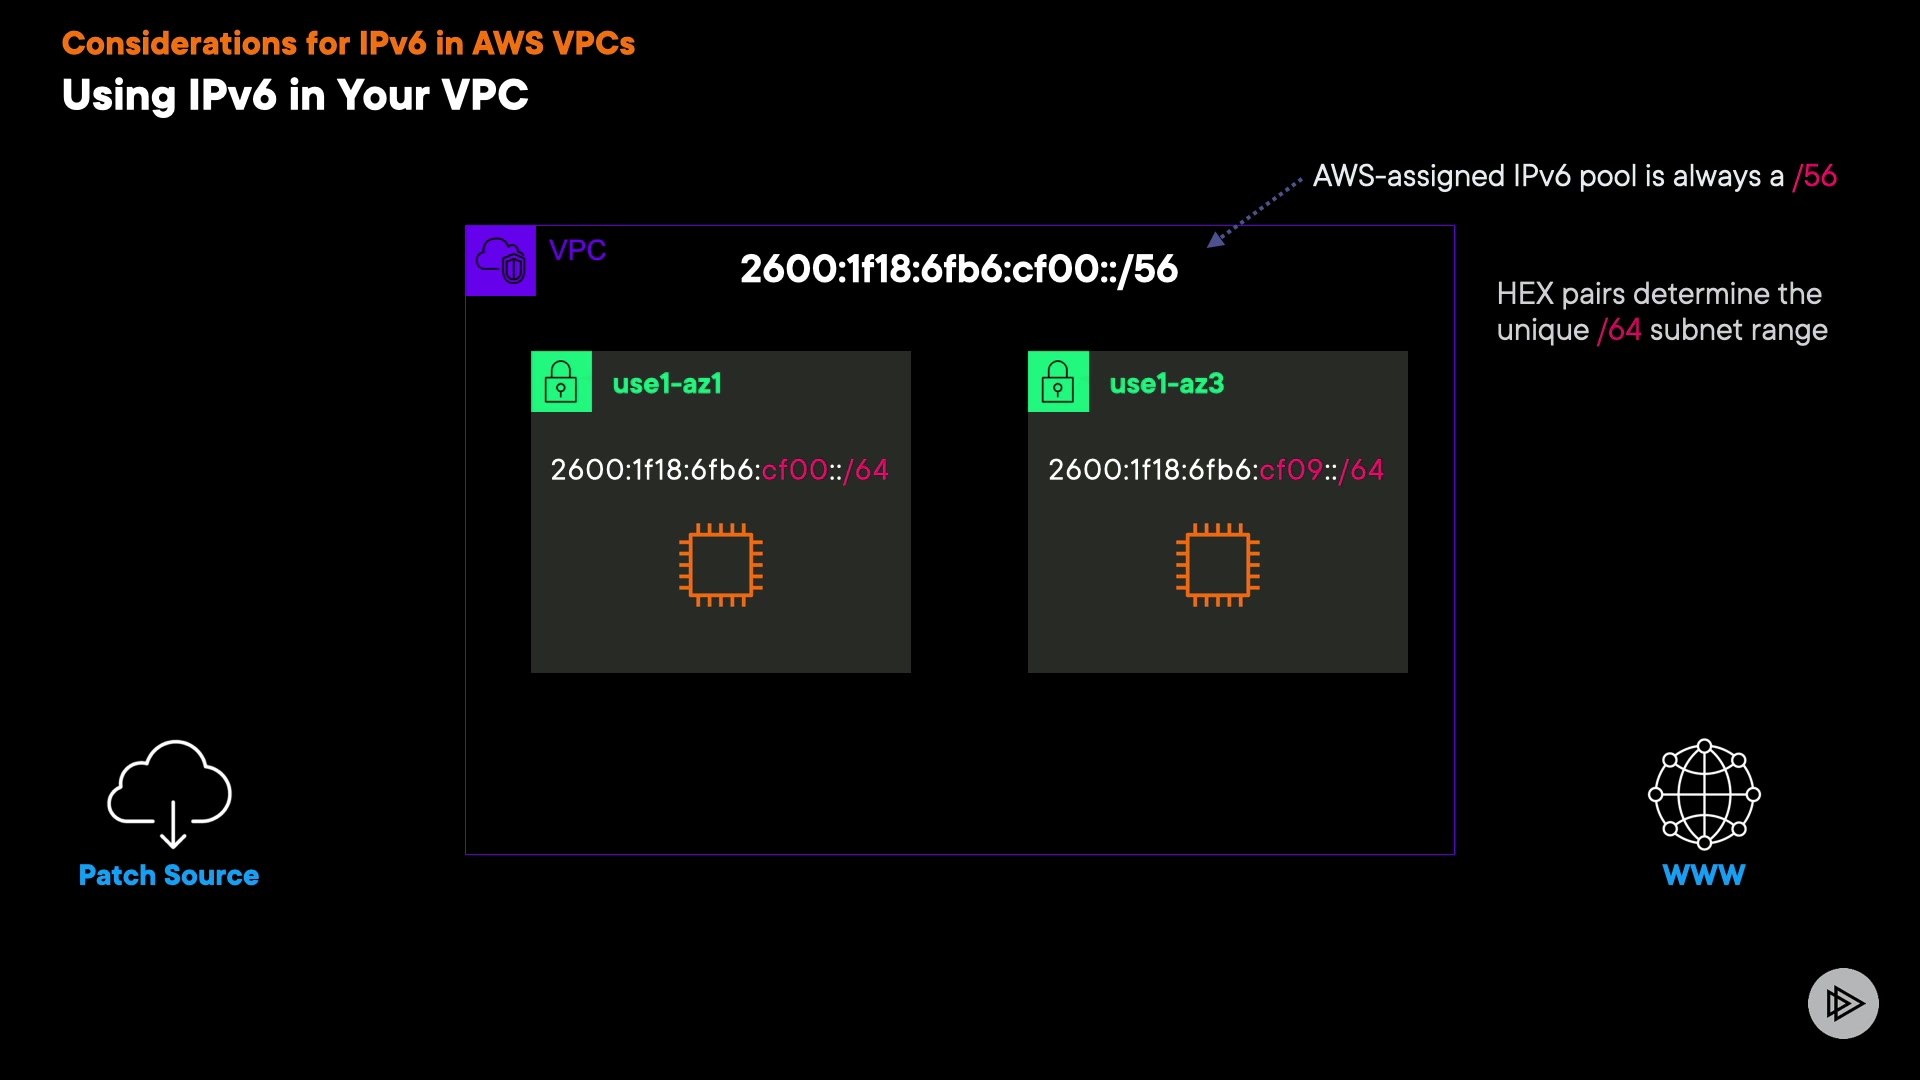 Considerations for IPv6 in AWS VPCs
Using IPv6 in Your VPC
AWS-assigned IPv6 pool is always a /56
VPC
2600:1f18:6fb6:cf00::/56
HEX pairs determine the
unique /64 subnet range
use1-az1
2600:1f18:6fb6:cf00::/64
use1-az3
2600:1f18:6fb6:cf09::/64
Patch Source
WWW